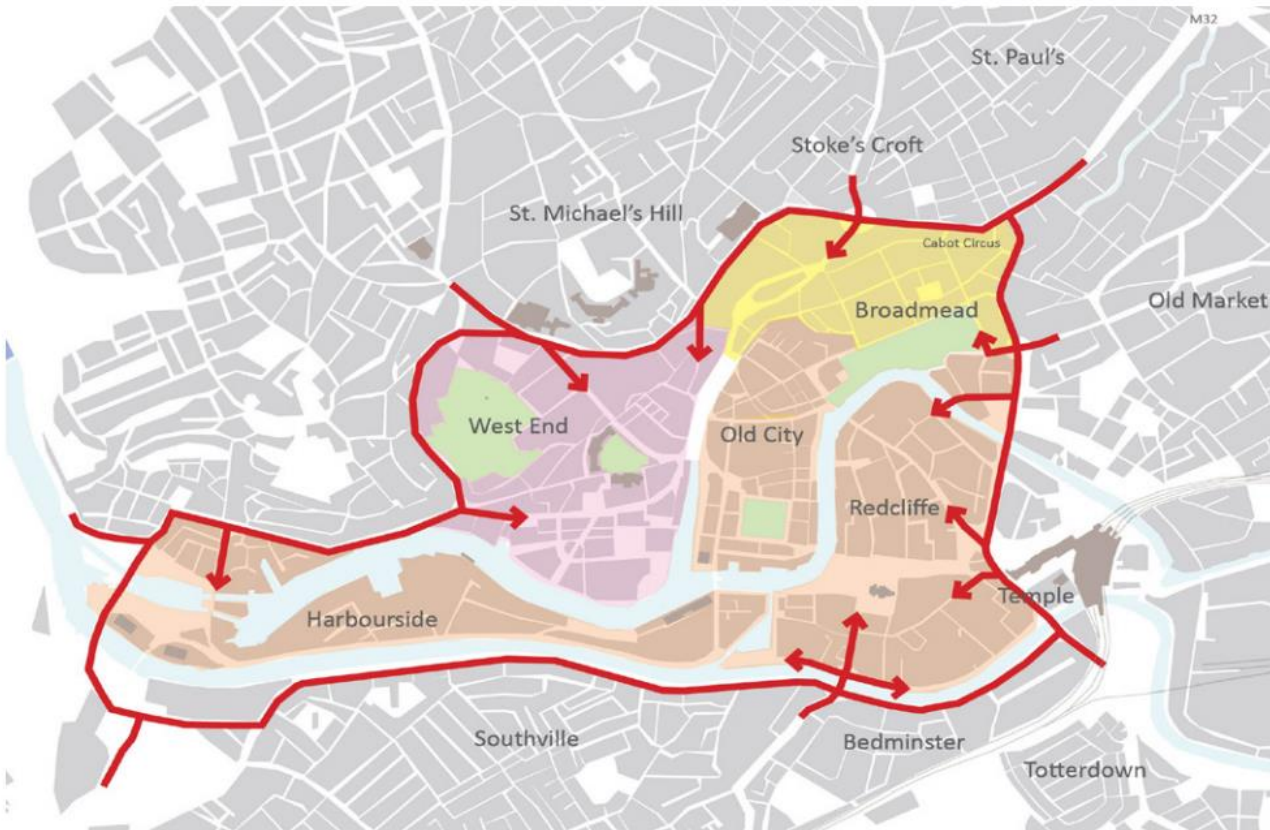 M32
St. Paul's
Stoke's Croft
St. Michael's Hill
Cabot Circus
Old Market
Broadmead
West End
Old City
Redcliffe
Temple
Harbourside
Southville
Bedminster
Totterdown